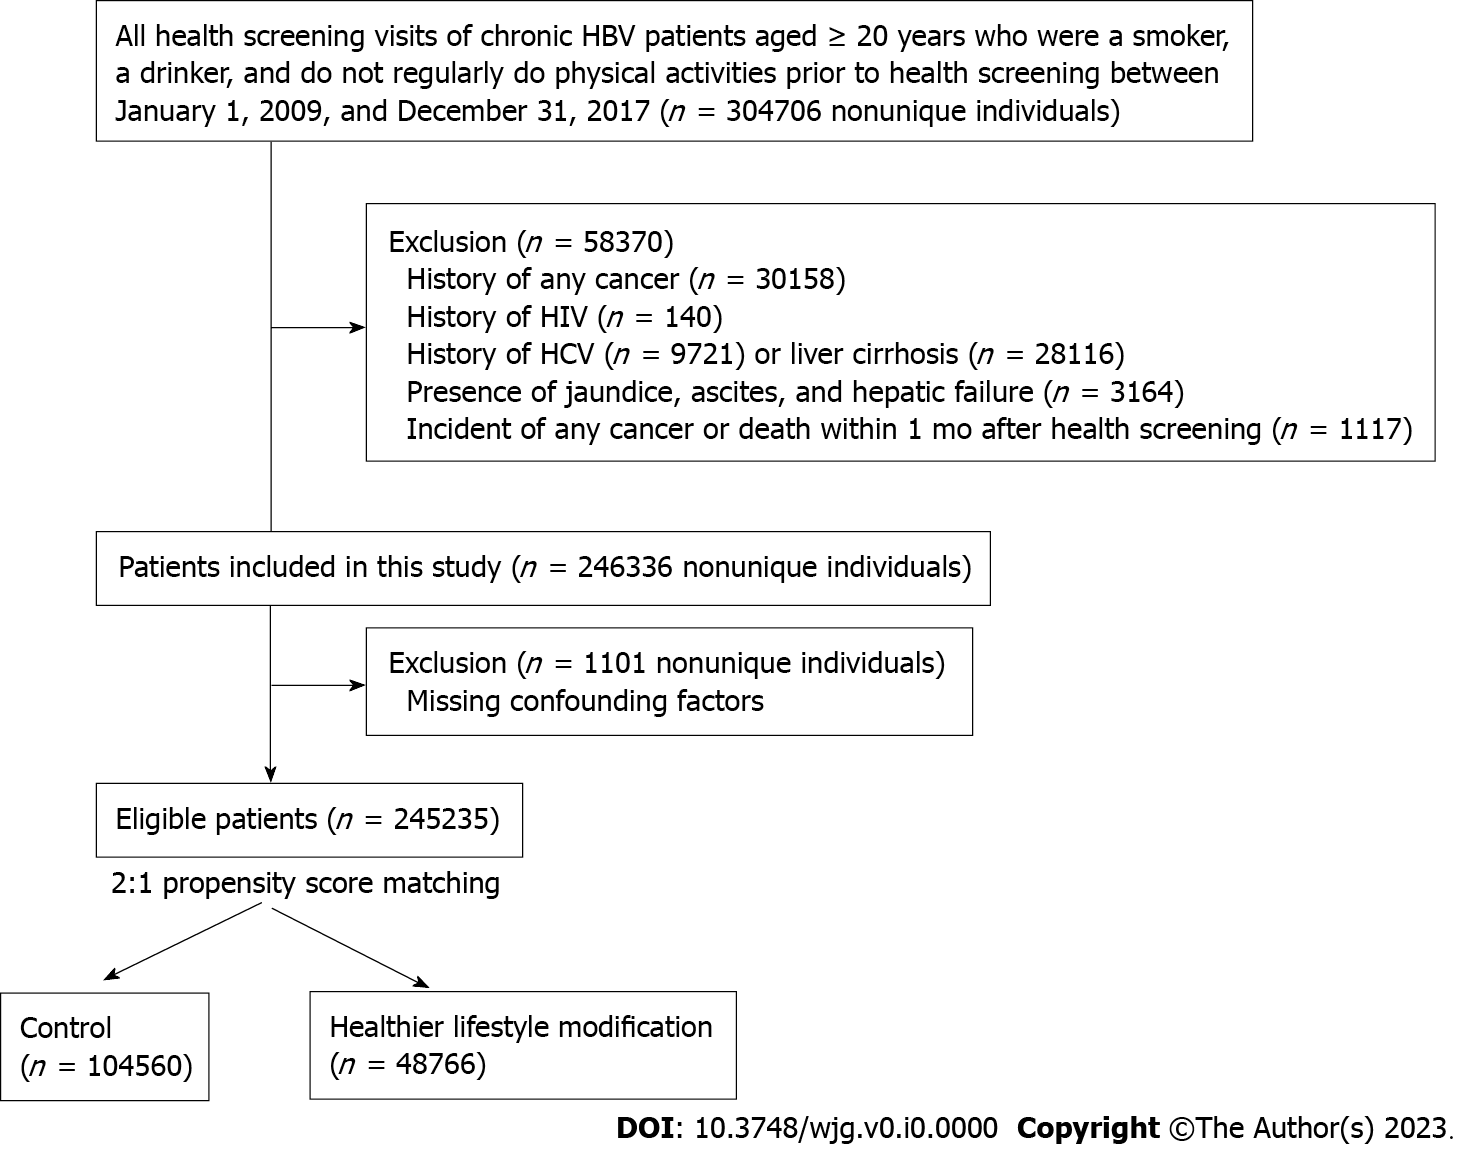 All health screening visits of chronic HBV patients aged ≥ 20 years who were a smoker,
a drinker, and do not regularly do physical activities prior to health screening between
January 1, 2009, and December 31, 2017 (n = 304706 nonunique individuals)
Exclusion (n = 58370)
History of any cancer (n = 30158)
History of HIV (n = 140)
History of HCV (n = 9721) or liver cirrhosis (n = 28116)
Presence of jaundice, ascites, and hepatic failure (n = 3164)
Incident of any cancer or death within 1 mo after health screening (n = 1117)
Patients included in this study (n = 246336 nonunique individuals)
Exclusion (n = 1101 nonunique individuals)
Missing confounding factors
Eligible patients (n = 245235)
2:1 propensity score matching
Control
(n = 104560)
Healthier lifestyle modification
(n = 48766)
DOI: 10.3748/wjg.v0.i0.0000 Copyright ©The Author(s) 2023.